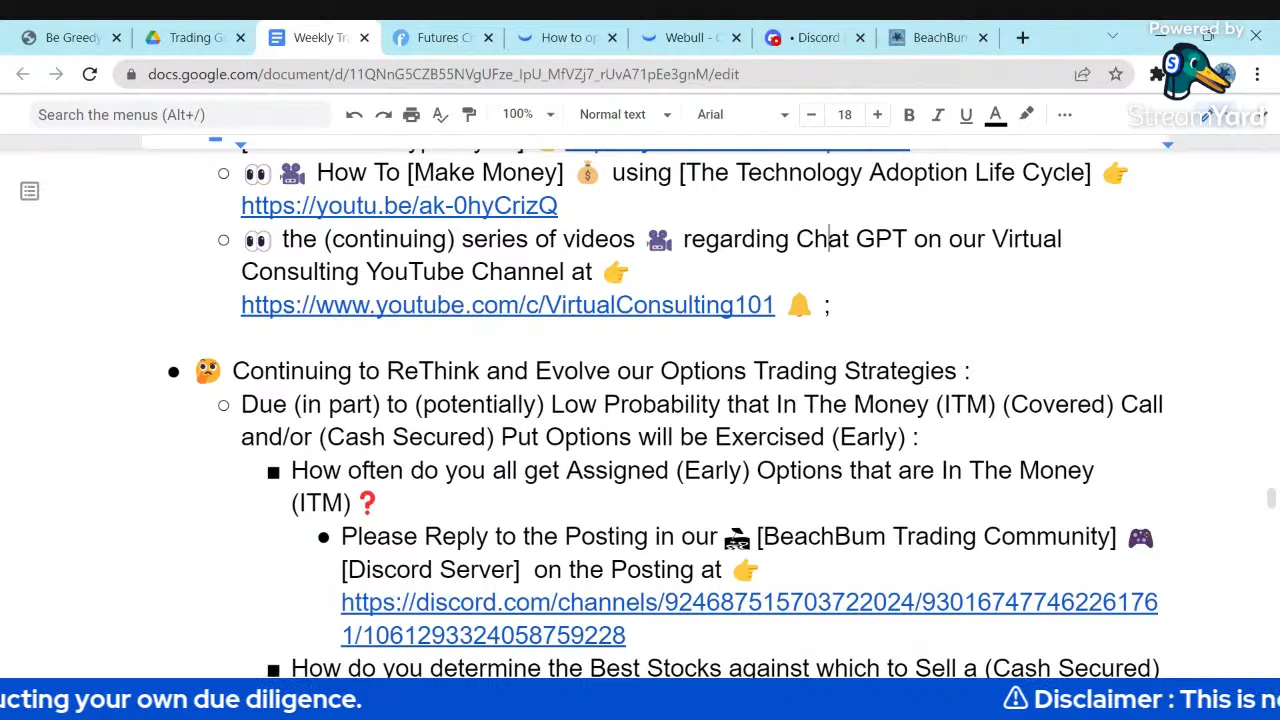 Powered by
StreamYard
Be Greedy
Trading G
Weekly Tra
Futures C
How to op
Webull - C
• Discord
BeachBum
docs.google.com/document/d/11QNnG5CZB55NVgUFze_IpU_MfVZj7_rUvA71pEe3gnM/edit
Search the menus (Alt+/)
100%
Normal text
Arial
18
B I U A
👀 🎥 How To [Make Money] 💰 using [The Technology Adoption Life Cycle] 👉
https://youtu.be/ak-0hyCrizQ
👀 the (continuing) series of videos 🎥 regarding Chat GPT on our Virtual
Consulting YouTube Channel at 👉
https://www.youtube.com/c/VirtualConsulting101 🔔 ;
🤔 Continuing to ReThink and Evolve our Options Trading Strategies :
Due (in part) to (potentially) Low Probability that In The Money (ITM) (Covered) Call
and/or (Cash Secured) Put Options will be Exercised (Early) :
How often do you all get Assigned (Early) Options that are In The Money
(ITM) ❓
Please Reply to the Posting in our 🏖 [BeachBum Trading Community] 🎮
[Discord Server] on the Posting at 👉
https://discord.com/channels/924687515703722024/93016747746226176
1/1061293324058759228
How do you determine the Best Stocks against which to Sell a (Cash Secured)
ucting your own due diligence.
⚠ Disclaimer : This is no